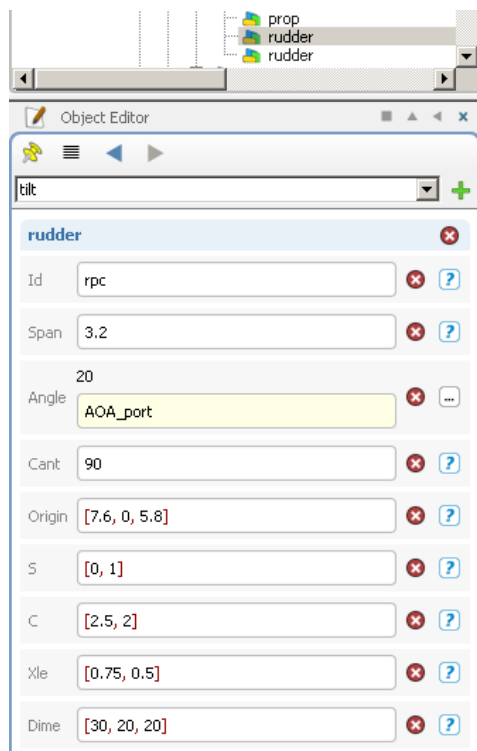 prop
rudder
rudder
Object Editor
tilt
rudder
Id rpc
Span 3.2
20
Angle AOA_port
Cant 90
Origin [7.6, 0, 5.8]
S [0, 1]
C [2.5, 2]
Xle [0.75, 0.5]
Dime [30, 20, 20]